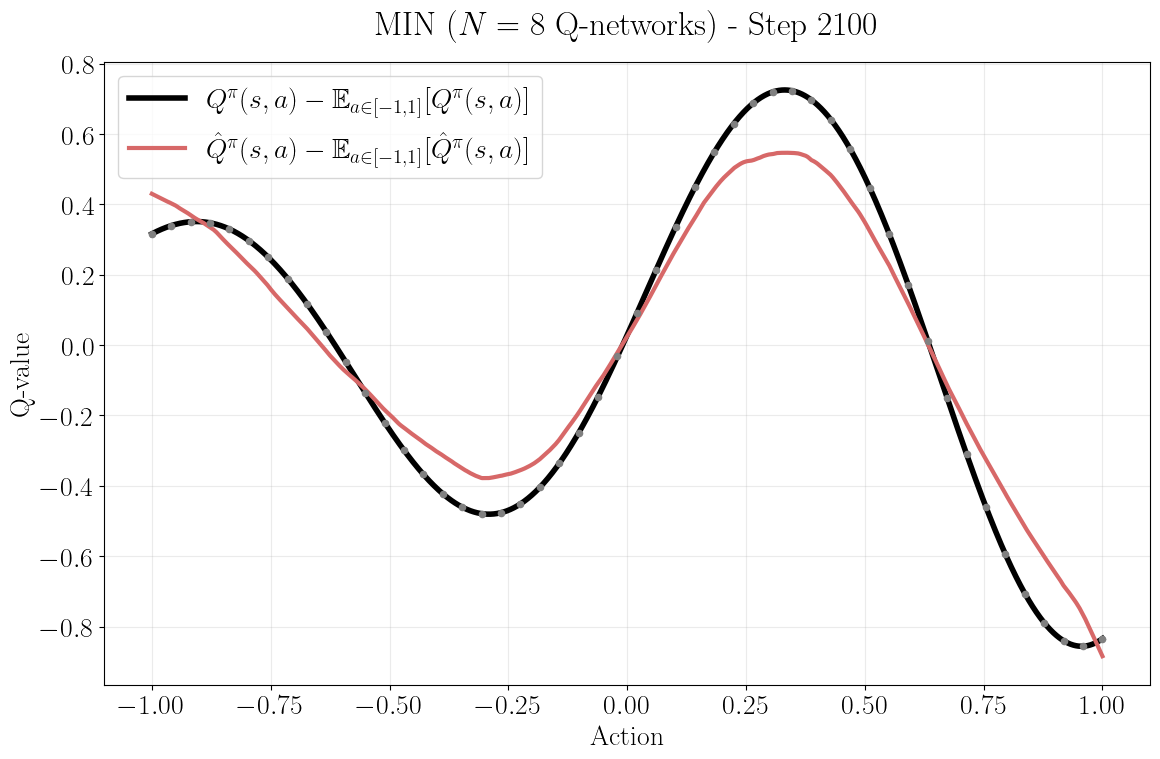 MIN (N = 8 Q-networks) - Step 2100
Q^π(s, a) − 𝔼_{a∈[−1,1]}[Q^π(s, a)]
Q̂^π(s, a) − 𝔼_{a∈[−1,1]}[Q̂^π(s, a)]
Q-value
0.8
0.6
0.4
0.2
0.0
−0.2
−0.4
−0.6
−0.8
−1.00 −0.75 −0.50 −0.25 0.00 0.25 0.50 0.75 1.00
Action